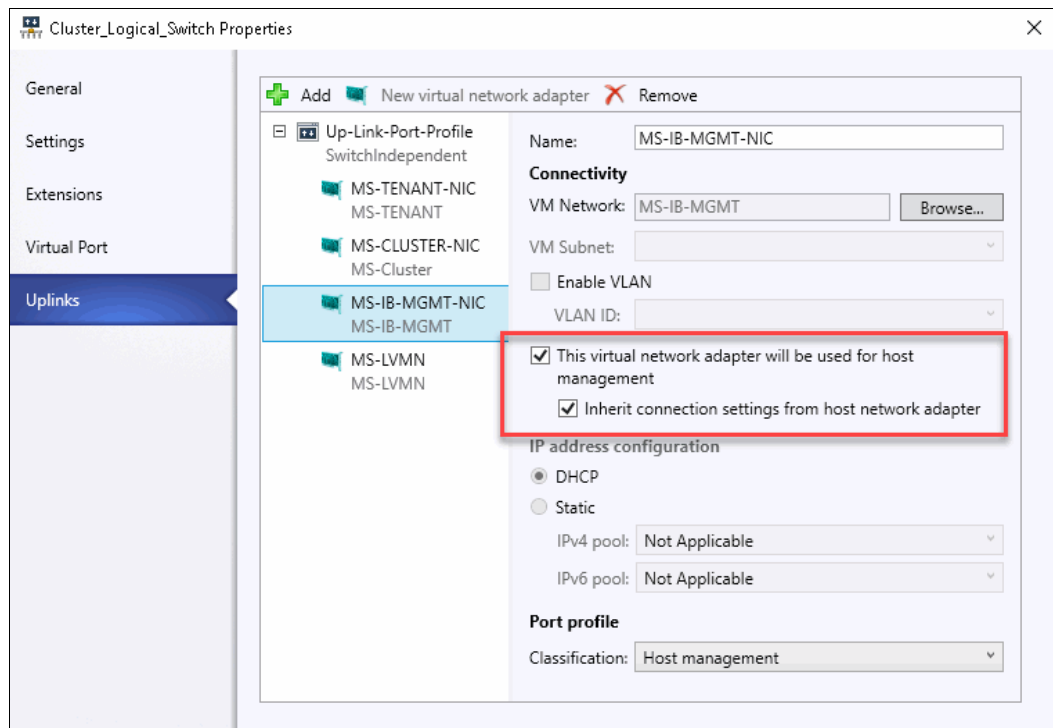 Cluster_Logical_Switch Properties
General
Settings
Extensions
Virtual Port
Uplinks
Add New virtual network adapter Remove
Up-Link-Port-Profile
SwitchIndependent
MS-TENANT-NIC
MS-TENANT
MS-CLUSTER-NIC
MS-Cluster
MS-IB-MGMT-NIC
MS-IB-MGMT
MS-LVMN
MS-LVMN
Name: MS-IB-MGMT-NIC
Connectivity
VM Network: MS-IB-MGMT Browse...
VM Subnet:
Enable VLAN
VLAN ID:
This virtual network adapter will be used for host
management
Inherit connection settings from host network adapter
IP address configuration
DHCP
Static
IPv4 pool: Not Applicable
IPv6 pool: Not Applicable
Port profile
Classification: Host management